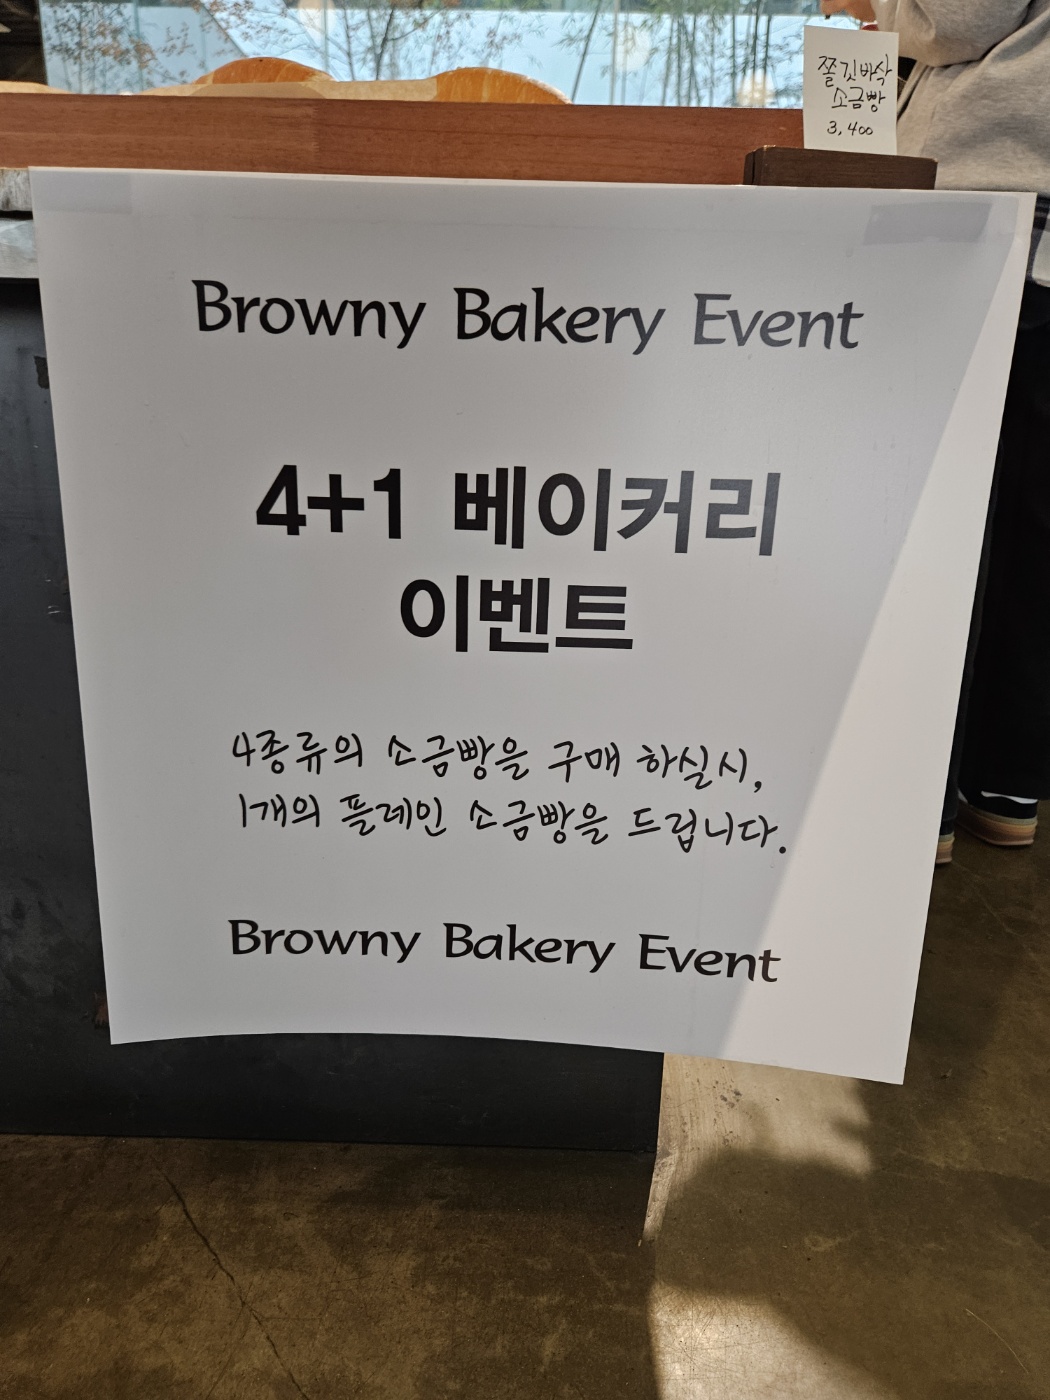 쫄깃바삭
소금빵
3,400
Browny Bakery Event
4+1 베이커리
이벤트
4종류의 소금빵을 구매 하실시,
1개의 플레인 소금빵을 드립니다.
Browny Bakery Event